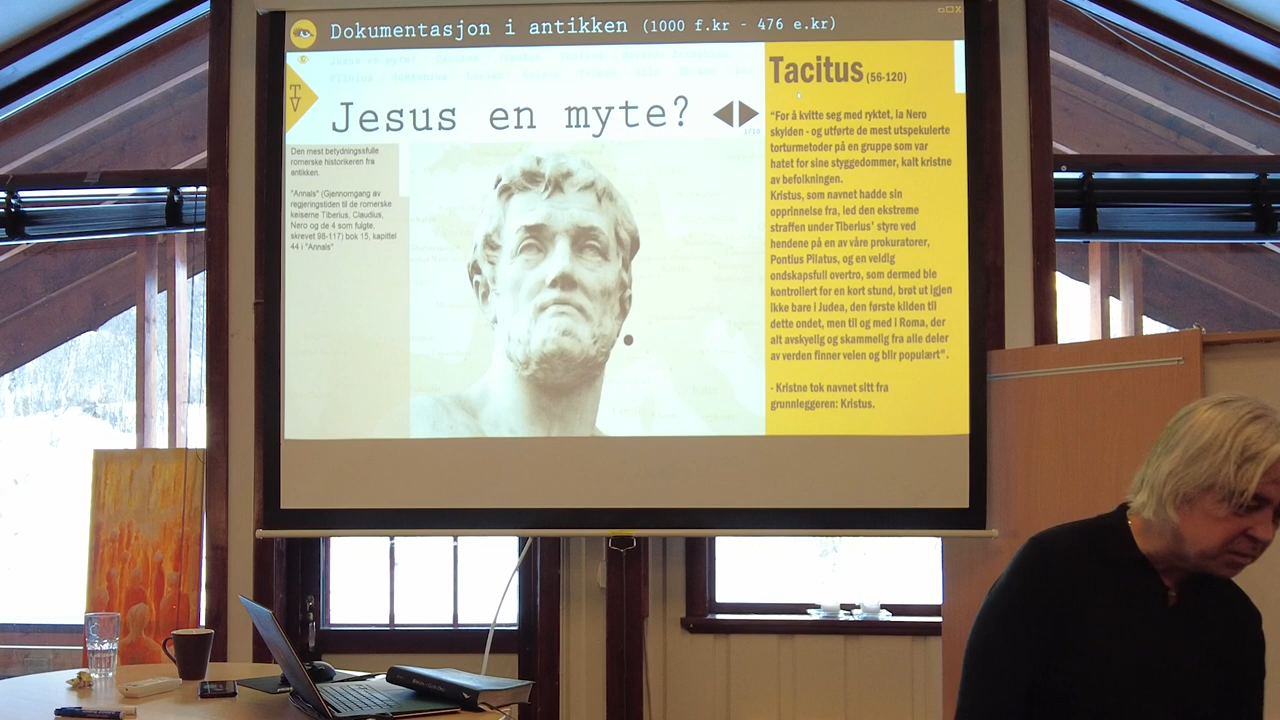 Dokumentasjon i antikken (1000 f.kr - 476 e.kr)
TV
Jesus en myte?
1/10
Den mest betydningssfulle
romerske historikeren fra
antikken.
"Annals" (Gjennomgang av
regjeringstiden til de romerske
keiserne Tiberius, Claudius,
Nero og de 4 som fulgte,
skrevet 98-117) bok 15, kapittel
44 i "Annals"
Tacitus (56-120)
"For å kvitte seg med ryktet, la Nero
skylden - og utførte de mest utspekulerte
torturmetoder på en gruppe som var
hatet for sine styggedommer, kalt kristne
av befolkningen.
Kristus, som navnet hadde sin
opprinnelse fra, led den ekstreme
straffen under Tiberius' styre ved
hendene på en av våre prokuratorer,
Pontius Pilatus, og en veldig
ondskapsfull overtro, som dermed ble
kontrollert for en kort stund, brøt ut igjen
ikke bare i Judea, den første kilden til
dette ondet, men til og med i Roma, der
alt avskyelig og skammelig fra alle deler
av verden finner veien og blir populært".
- Kristne tok navnet sitt fra
grunnleggeren: Kristus.